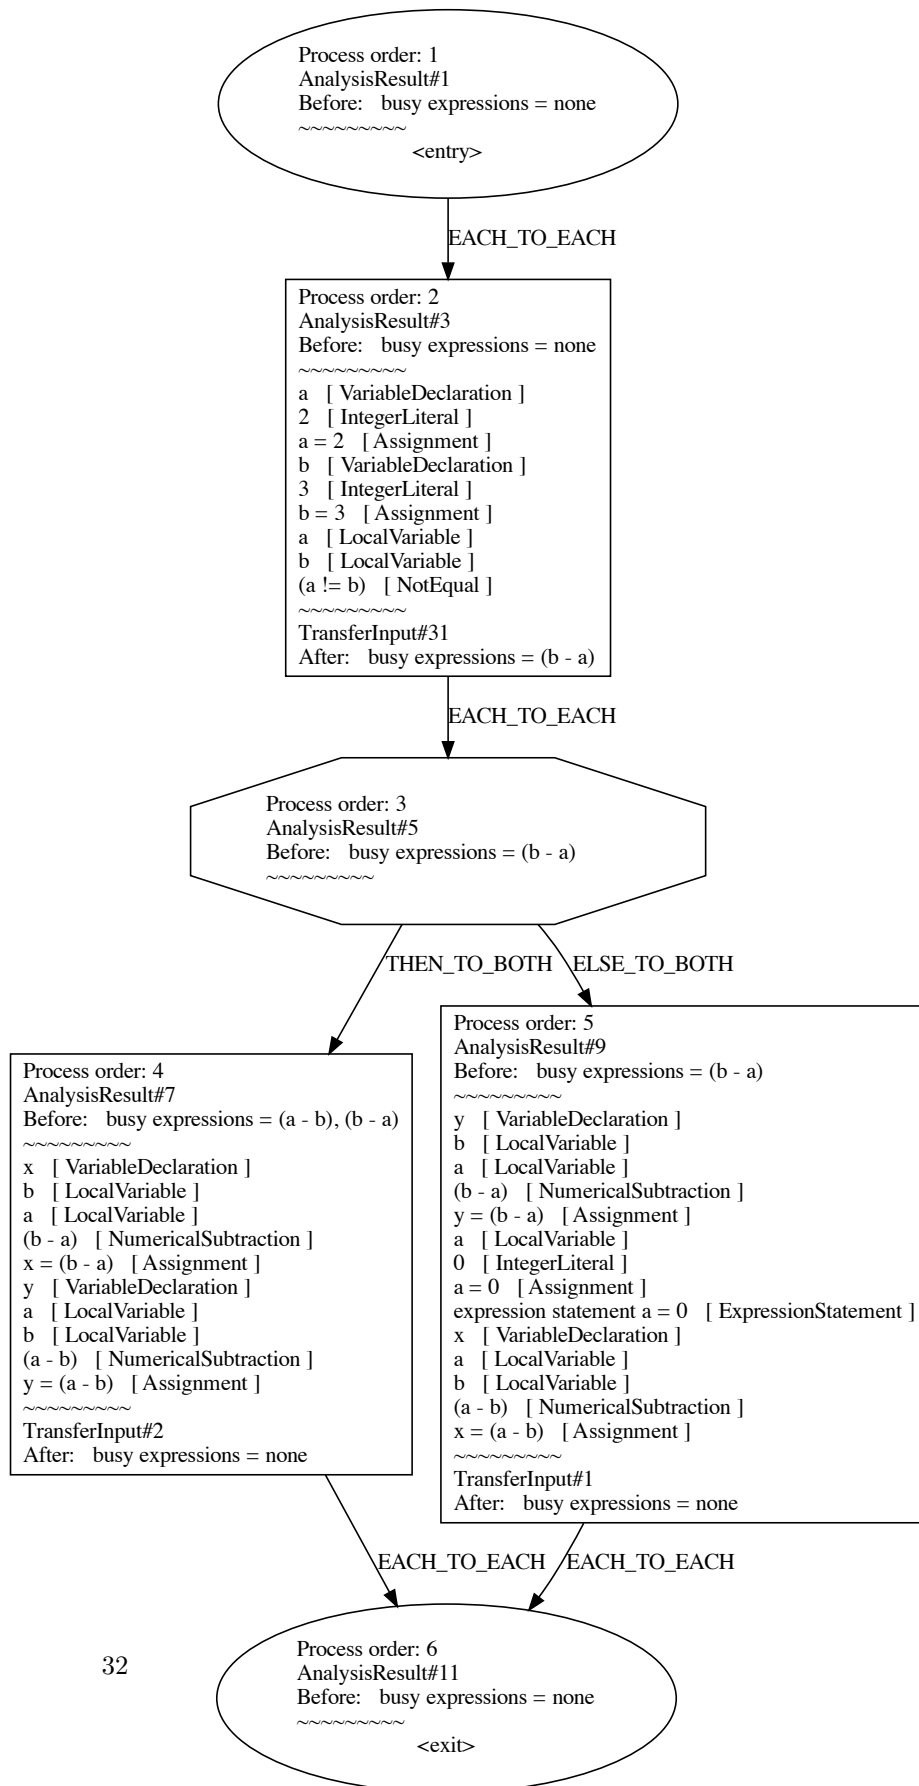 Process order: 1
AnalysisResult#1
Before:   busy expressions = none
~~~~~~~~~
<entry>
EACH_TO_EACH
Process order: 2
AnalysisResult#3
Before:   busy expressions = none
~~~~~~~~~
a   [ VariableDeclaration ]
2   [ IntegerLiteral ]
a = 2   [ Assignment ]
b   [ VariableDeclaration ]
3   [ IntegerLiteral ]
b = 3   [ Assignment ]
a   [ LocalVariable ]
b   [ LocalVariable ]
(a != b)   [ NotEqual ]
~~~~~~~~~
TransferInput#31
After:   busy expressions = (b - a)
EACH_TO_EACH
Process order: 3
AnalysisResult#5
Before:   busy expressions = (b - a)
~~~~~~~~~
THEN_TO_BOTH
ELSE_TO_BOTH
Process order: 4
AnalysisResult#7
Before:   busy expressions = (a - b), (b - a)
~~~~~~~~~
x   [ VariableDeclaration ]
b   [ LocalVariable ]
a   [ LocalVariable ]
(b - a)   [ NumericalSubtraction ]
x = (b - a)   [ Assignment ]
y   [ VariableDeclaration ]
a   [ LocalVariable ]
b   [ LocalVariable ]
(a - b)   [ NumericalSubtraction ]
y = (a - b)   [ Assignment ]
~~~~~~~~~
TransferInput#2
After:   busy expressions = none
Process order: 5
AnalysisResult#9
Before:   busy expressions = (b - a)
~~~~~~~~~
y   [ VariableDeclaration ]
b   [ LocalVariable ]
a   [ LocalVariable ]
(b - a)   [ NumericalSubtraction ]
y = (b - a)   [ Assignment ]
a   [ LocalVariable ]
0   [ IntegerLiteral ]
a = 0   [ Assignment ]
expression statement a = 0   [ ExpressionStatement ]
x   [ VariableDeclaration ]
a   [ LocalVariable ]
b   [ LocalVariable ]
(a - b)   [ NumericalSubtraction ]
x = (a - b)   [ Assignment ]
~~~~~~~~~
TransferInput#1
After:   busy expressions = none
EACH_TO_EACH
EACH_TO_EACH
Process order: 6
AnalysisResult#11
Before:   busy expressions = none
~~~~~~~~~
<exit>
32